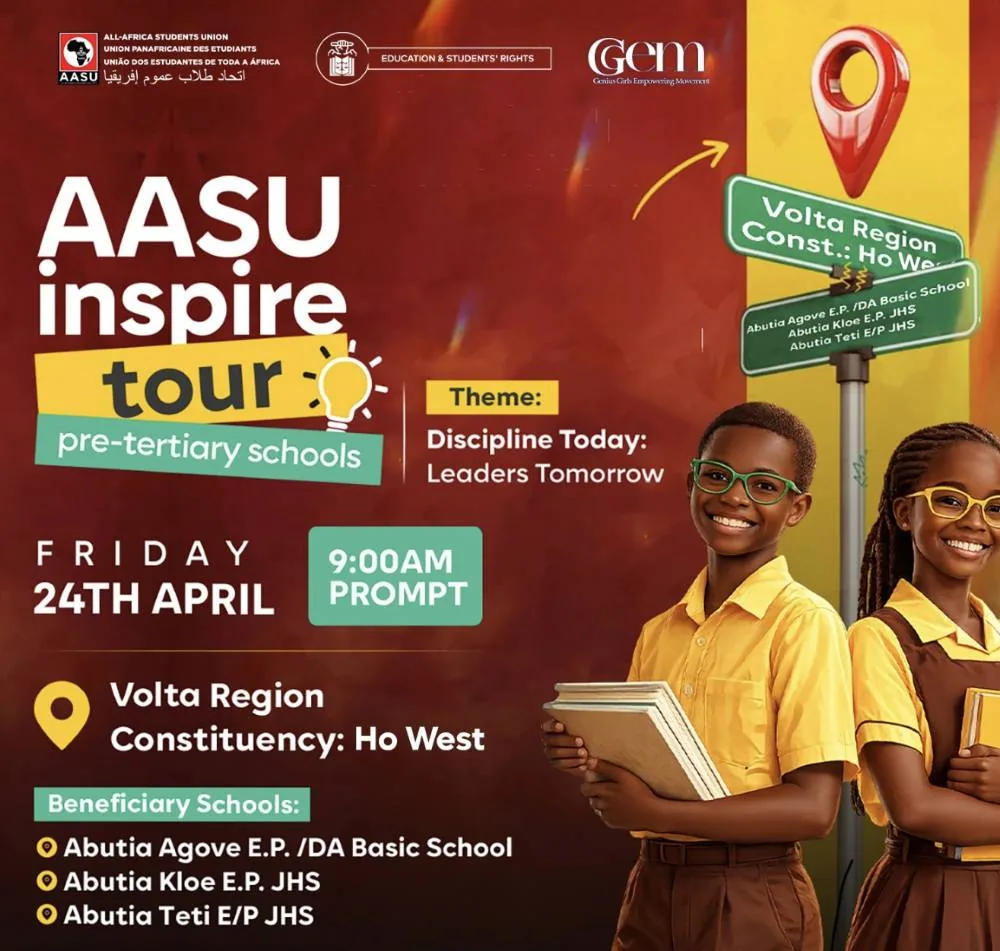 ALL-AFRICA STUDENTS UNION
UNION PANAFRICAINE DES ETUDIANTS
UNIÃO DOS ESTUDANTES DE TODA A ÁFRICA
اتحاد طلاب عموم إفريقيا
AASU
EDUCATION & STUDENTS' RIGHTS
GGem
Genius Girls Empowering Movement
Volta Region
Const.: Ho We
Abutia Agove E.P. /DA Basic School
Abutia Kloe E.P. JHS
Abutia Teti E/P JHS
AASU
inspire
tour
pre-tertiary schools
Theme:
Discipline Today:
Leaders Tomorrow
FRIDAY
24TH APRIL
9:00AM
PROMPT
Volta Region
Constituency: Ho West
Beneficiary Schools:
Abutia Agove E.P. /DA Basic School
Abutia Kloe E.P. JHS
Abutia Teti E/P JHS